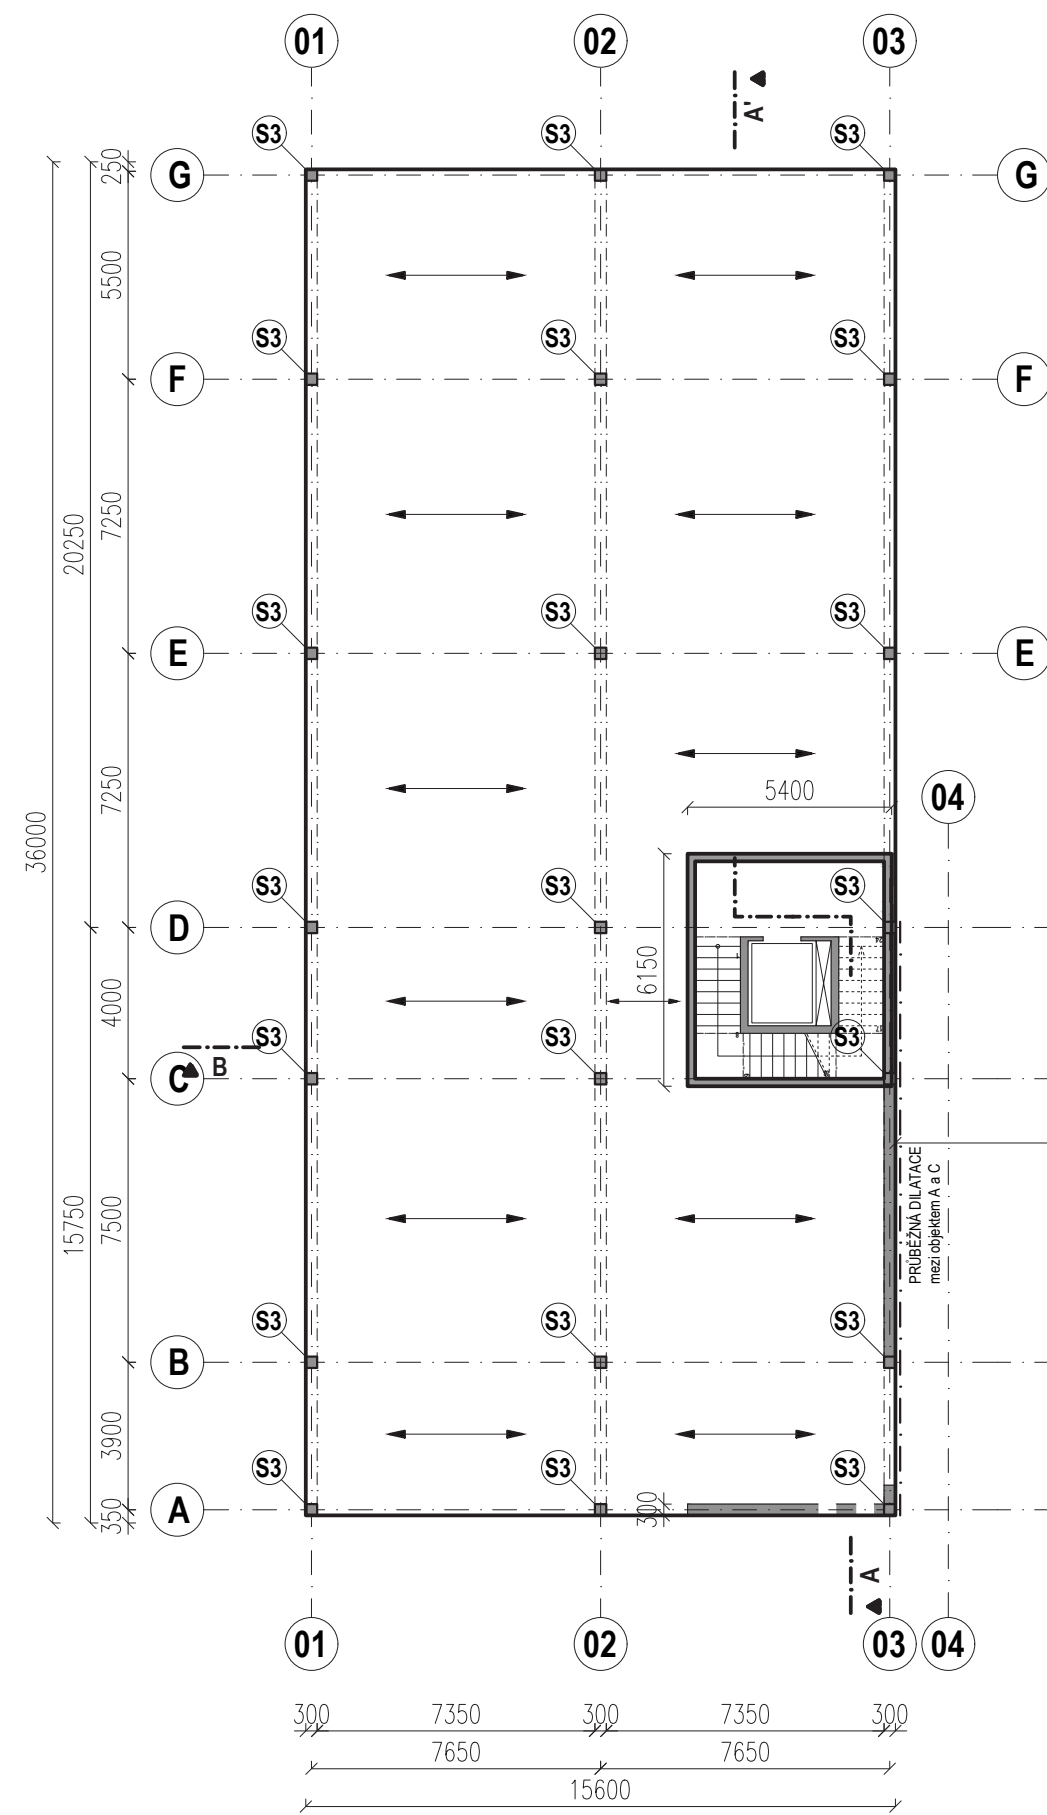 01
02
03
A'
S3
S3
S3
G
G
250
5500
S3
S3
S3
F
F
7250
20250
S3
S3
S3
E
E
7250
5400
04
36000
S3
S3
S3
D
6150
4000
S3
S3
S3
B
C
PRŮBĚŽNÁ DILATACE
mezi objektem A a C
15750
7500
S3
S3
S3
B
3900
S3
S3
S3
A
350
300
A
01
02
03
04
300
7350
300
7350
300
7650
7650
15600